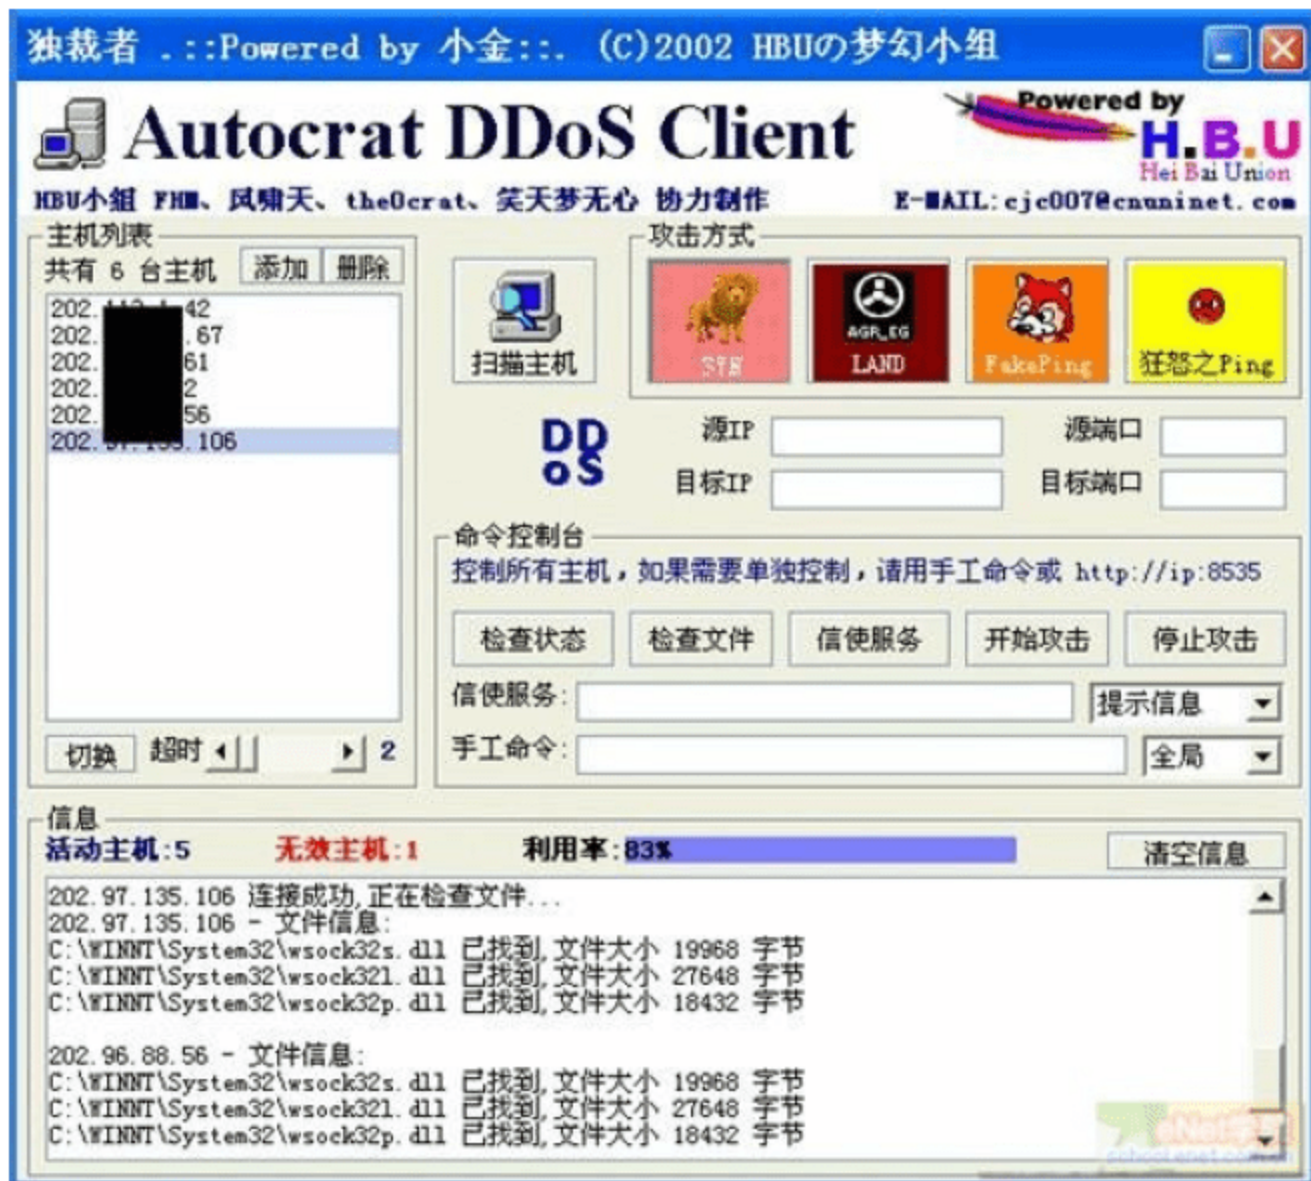 独裁者 .::Powered by 小金::. (C)2002 HBUの梦幻小组
Autocrat DDoS Client
Powered by
H.B.U
Hei Bai Union
HBU小组 FHM、风啸天、the0crat、笑天梦无心 协力制作
E-MAIL:cjc007@cnuninet.com
主机列表
共有 6 台主机
添加
删除
202. 42
202. .67
202. 61
202. 2
202. 56
202. .106
切换
超时
2
扫描主机
攻击方式
SYN
AGR_EG
LAND
FakePing
狂怒之Ping
DD
oS
源IP
源端口
目标IP
目标端口
命令控制台
控制所有主机,如果需要单独控制,请用手工命令或 http://ip:8535
检查状态
检查文件
信使服务
开始攻击
停止攻击
信使服务:
提示信息
手工命令:
全局
信息
活动主机:5
无效主机:1
利用率:83%
清空信息
202.97.135.106 连接成功,正在检查文件...
202.97.135.106 - 文件信息:
C:\WINNT\System32\wsock32s.dll 已找到,文件大小 19968 字节
C:\WINNT\System32\wsock32l.dll 已找到,文件大小 27648 字节
C:\WINNT\System32\wsock32p.dll 已找到,文件大小 18432 字节
202.96.88.56 - 文件信息:
C:\WINNT\System32\wsock32s.dll 已找到,文件大小 19968 字节
C:\WINNT\System32\wsock32l.dll 已找到,文件大小 27648 字节
C:\WINNT\System32\wsock32p.dll 已找到,文件大小 18432 字节